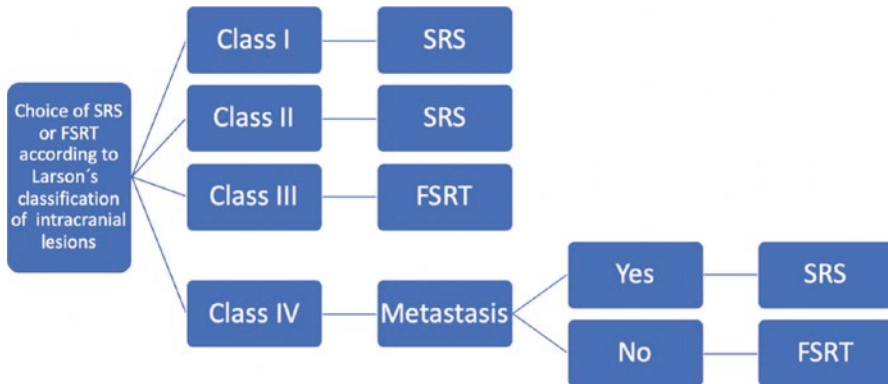 Choice of SRS
or FSRT
according to
Larson´s
classification
of intracranial
lesions
Class I
SRS
Class II
SRS
Class III
FSRT
Class IV
Metastasis
Yes
SRS
No
FSRT